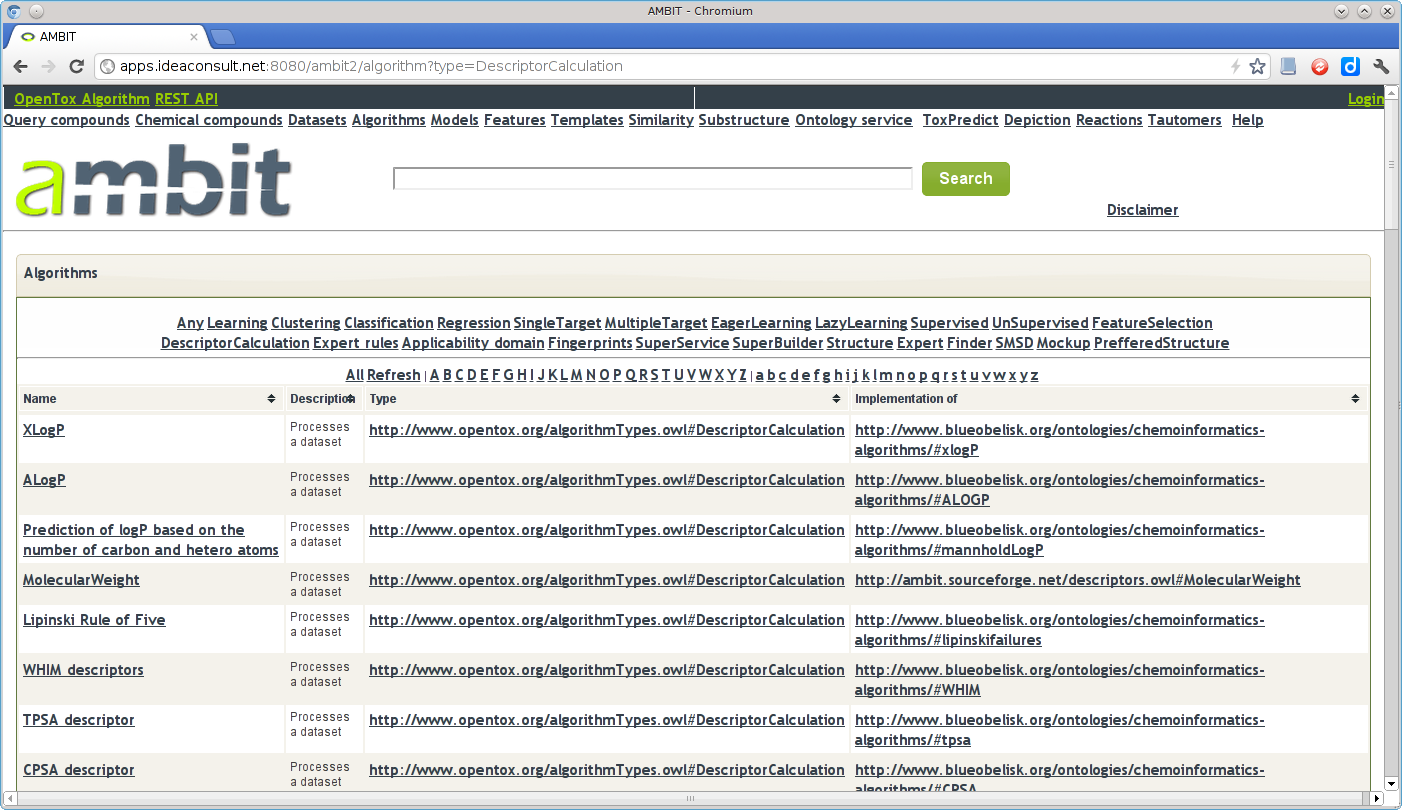 AMBIT - Chromium
AMBIT
apps.ideaconsult.net:8080/ambit2/algorithm?type=DescriptorCalculation
OpenTox Algorithm REST API Login
Query compounds Chemical compounds Datasets Algorithms Models Features Templates Similarity Substructure Ontology service ToxPredict Depiction Reactions Tautomers Help
ambit
Search
Disclaimer
Algorithms
Any Learning Clustering Classification Regression SingleTarget MultipleTarget EagerLearning LazyLearning Supervised UnSupervised FeatureSelection
DescriptorCalculation Expert rules Applicability domain Fingerprints SuperService SuperBuilder Structure Expert Finder SMSD Mockup PrefferedStructure
All Refresh | A B C D E F G H I J K L M N O P Q R S T U V W X Y Z | a b c d e f g h i j k l m n o p q r s t u v w x y z
Name Description Type Implementation of
XLogP Processes http://www.opentox.org/algorithmTypes.owl#DescriptorCalculation http://www.blueobelisk.org/ontologies/chemoinformatics-
a dataset algorithms/#xlogP
ALogP Processes http://www.opentox.org/algorithmTypes.owl#DescriptorCalculation http://www.blueobelisk.org/ontologies/chemoinformatics-
a dataset algorithms/#ALOGP
Prediction of logP based on the Processes http://www.opentox.org/algorithmTypes.owl#DescriptorCalculation http://www.blueobelisk.org/ontologies/chemoinformatics-
number of carbon and hetero atoms a dataset algorithms/#mannholdLogP
MolecularWeight Processes http://www.opentox.org/algorithmTypes.owl#DescriptorCalculation http://ambit.sourceforge.net/descriptors.owl#MolecularWeight
a dataset
Lipinski Rule of Five Processes http://www.opentox.org/algorithmTypes.owl#DescriptorCalculation http://www.blueobelisk.org/ontologies/chemoinformatics-
a dataset algorithms/#lipinskifailures
WHIM descriptors Processes http://www.opentox.org/algorithmTypes.owl#DescriptorCalculation http://www.blueobelisk.org/ontologies/chemoinformatics-
a dataset algorithms/#WHIM
TPSA descriptor Processes http://www.opentox.org/algorithmTypes.owl#DescriptorCalculation http://www.blueobelisk.org/ontologies/chemoinformatics-
a dataset algorithms/#tpsa
CPSA descriptor Processes http://www.opentox.org/algorithmTypes.owl#DescriptorCalculation http://www.blueobelisk.org/ontologies/chemoinformatics-
a dataset algorithms/#CPSA